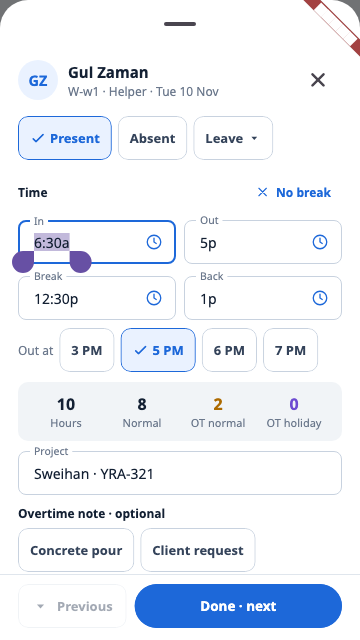 GZ
Gul Zaman
W-w1 · Helper · Tue 10 Nov
Present
Absent
Leave
Time
No break
In
6:30a
Out
5p
Break
12:30p
Back
1p
Out at
3 PM
5 PM
6 PM
7 PM
10
Hours
8
Normal
2
OT normal
0
OT holiday
Project
Sweihan · YRA-321
Overtime note · optional
Concrete pour
Client request
Previous
Done · next